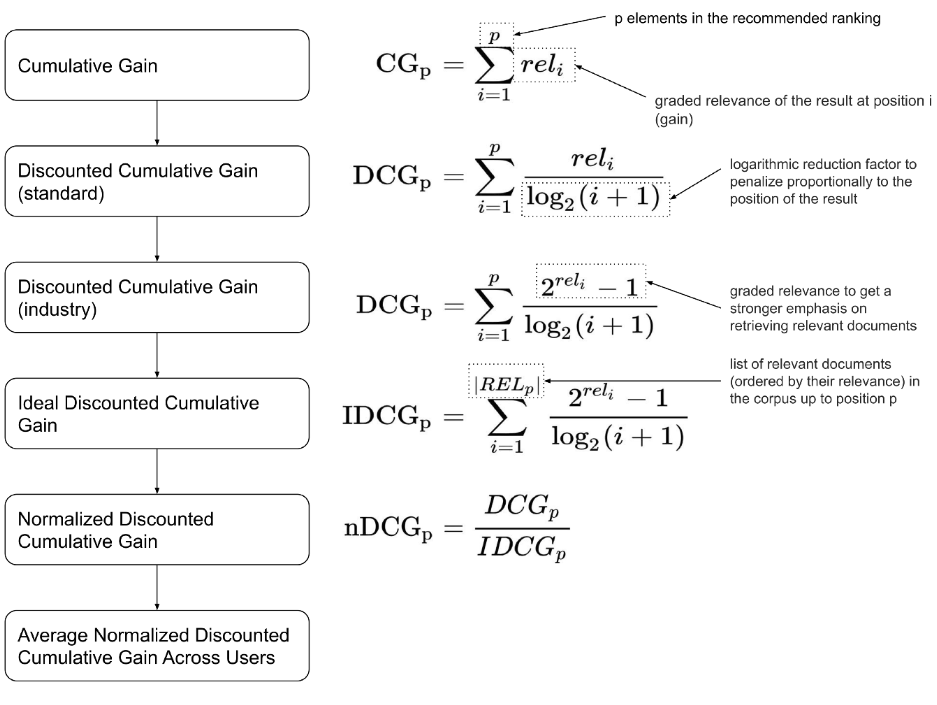 p elements in the recommended ranking
Cumulative Gain
CG_p = \sum_{i=1}^{p} rel_i
graded relevance of the result at position i
(gain)
Discounted Cumulative Gain
(standard)
DCG_p = \sum_{i=1}^{p} \frac{rel_i}{\log_2(i+1)}
logarithmic reduction factor to
penalize proportionally to the
position of the result
Discounted Cumulative Gain
(industry)
DCG_p = \sum_{i=1}^{p} \frac{2^{rel_i} - 1}{\log_2(i+1)}
graded relevance to get a
stronger emphasis on
retrieving relevant documents
list of relevant documents
(ordered by their relevance) in
the corpus up to position p
Ideal Discounted Cumulative
Gain
IDCG_p = \sum_{i=1}^{|REL_p|} \frac{2^{rel_i} - 1}{\log_2(i+1)}
Normalized Discounted
Cumulative Gain
nDCG_p = \frac{DCG_p}{IDCG_p}
Average Normalized Discounted
Cumulative Gain Across Users